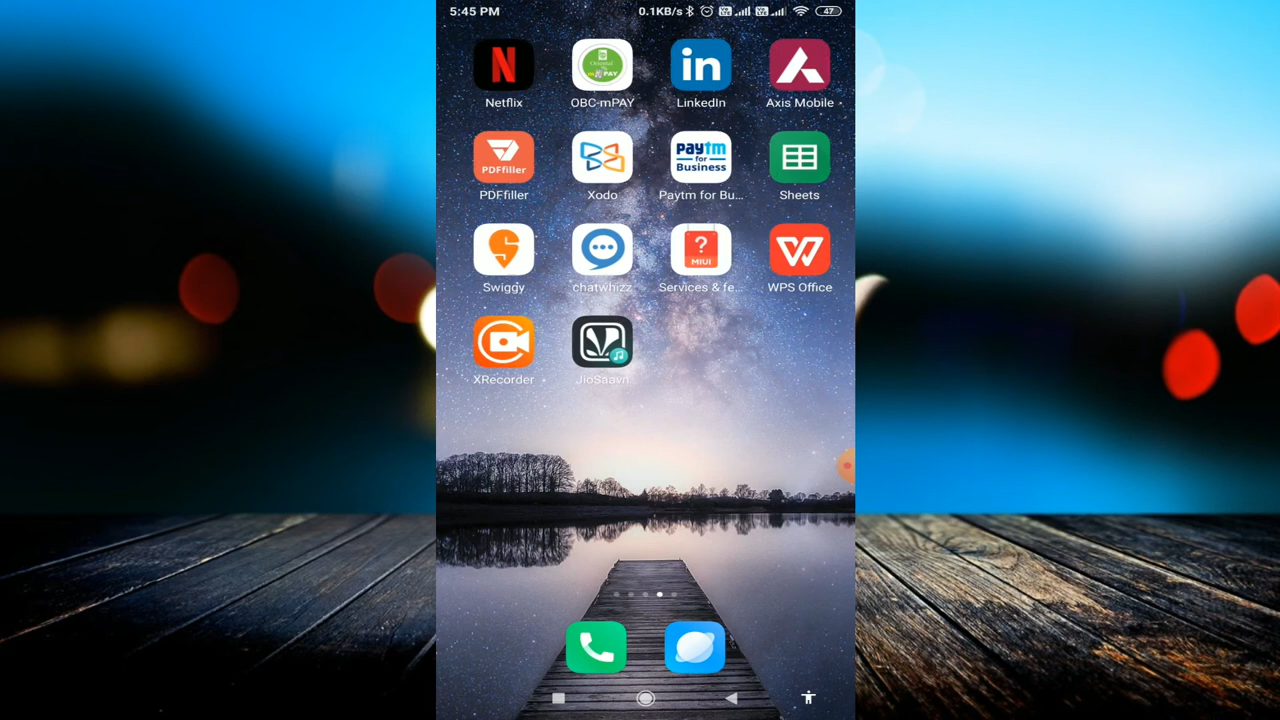 5:45 PM 0.1KB/s 47
Netflix OBC-mPAY LinkedIn Axis Mobile
PDFfiller
Paytm for Business
PDFfiller Xodo Paytm for Bu... Sheets
?
MIUI
Swiggy chatwhizz Services & fe... WPS Office
XRecorder JioSaavn